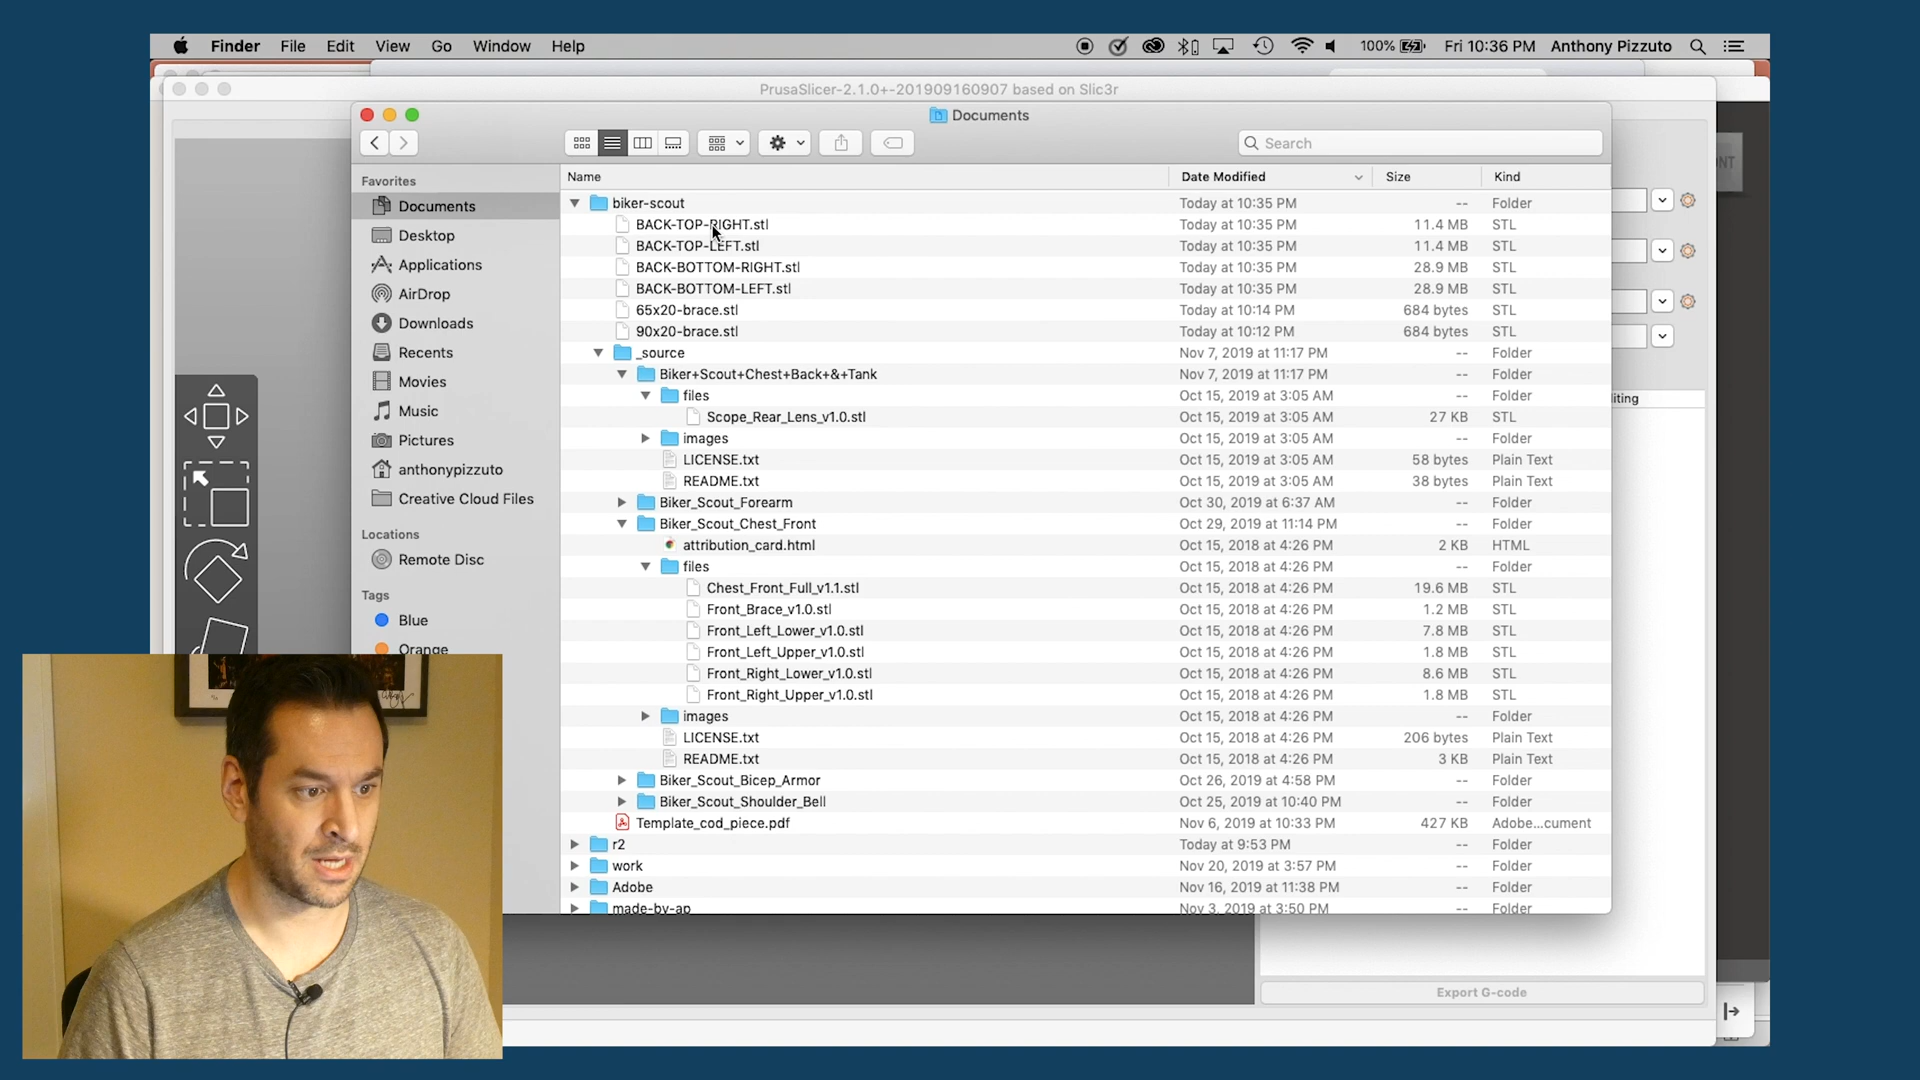 Finder File Edit View Go Window Help 100% Fri 10:36 PM Anthony Pizzuto
PrusaSlicer-2.1.0+-201909160907 based on Slic3r
Documents
Search
Favorites
Documents
Desktop
Applications
AirDrop
Downloads
Recents
Movies
Music
Pictures
anthonypizzuto
Creative Cloud Files
Locations
Remote Disc
Tags
Blue
Orange
Name Date Modified Size Kind
biker-scout Today at 10:35 PM -- Folder
BACK-TOP-RIGHT.stl Today at 10:35 PM 11.4 MB STL
BACK-TOP-LEFT.stl Today at 10:35 PM 11.4 MB STL
BACK-BOTTOM-RIGHT.stl Today at 10:35 PM 28.9 MB STL
BACK-BOTTOM-LEFT.stl Today at 10:35 PM 28.9 MB STL
65x20-brace.stl Today at 10:14 PM 684 bytes STL
90x20-brace.stl Today at 10:12 PM 684 bytes STL
_source Nov 7, 2019 at 11:17 PM -- Folder
Biker+Scout+Chest+Back+&+Tank Nov 7, 2019 at 11:17 PM -- Folder
files Oct 15, 2019 at 3:05 AM -- Folder
Scope_Rear_Lens_v1.0.stl Oct 15, 2019 at 3:05 AM 27 KB STL
images Oct 15, 2019 at 3:05 AM -- Folder
LICENSE.txt Oct 15, 2019 at 3:05 AM 58 bytes Plain Text
README.txt Oct 15, 2019 at 3:05 AM 38 bytes Plain Text
Biker_Scout_Forearm Oct 30, 2019 at 6:37 AM -- Folder
Biker_Scout_Chest_Front Oct 29, 2019 at 11:14 PM -- Folder
attribution_card.html Oct 15, 2018 at 4:26 PM 2 KB HTML
files Oct 15, 2018 at 4:26 PM -- Folder
Chest_Front_Full_v1.1.stl Oct 15, 2018 at 4:26 PM 19.6 MB STL
Front_Brace_v1.0.stl Oct 15, 2018 at 4:26 PM 1.2 MB STL
Front_Left_Lower_v1.0.stl Oct 15, 2018 at 4:26 PM 7.8 MB STL
Front_Left_Upper_v1.0.stl Oct 15, 2018 at 4:26 PM 1.8 MB STL
Front_Right_Lower_v1.0.stl Oct 15, 2018 at 4:26 PM 8.6 MB STL
Front_Right_Upper_v1.0.stl Oct 15, 2018 at 4:26 PM 1.8 MB STL
images Oct 15, 2018 at 4:26 PM -- Folder
LICENSE.txt Oct 15, 2018 at 4:26 PM 206 bytes Plain Text
README.txt Oct 15, 2018 at 4:26 PM 3 KB Plain Text
Biker_Scout_Bicep_Armor Oct 26, 2019 at 4:58 PM -- Folder
Biker_Scout_Shoulder_Bell Oct 25, 2019 at 10:40 PM -- Folder
Template_cod_piece.pdf Nov 6, 2019 at 10:33 PM 427 KB Adobe...cument
r2 Today at 9:53 PM -- Folder
work Nov 20, 2019 at 3:57 PM -- Folder
Adobe Nov 16, 2019 at 11:38 PM -- Folder
made-by-ap Nov 3, 2019 at 3:50 PM -- Folder
Export G-code